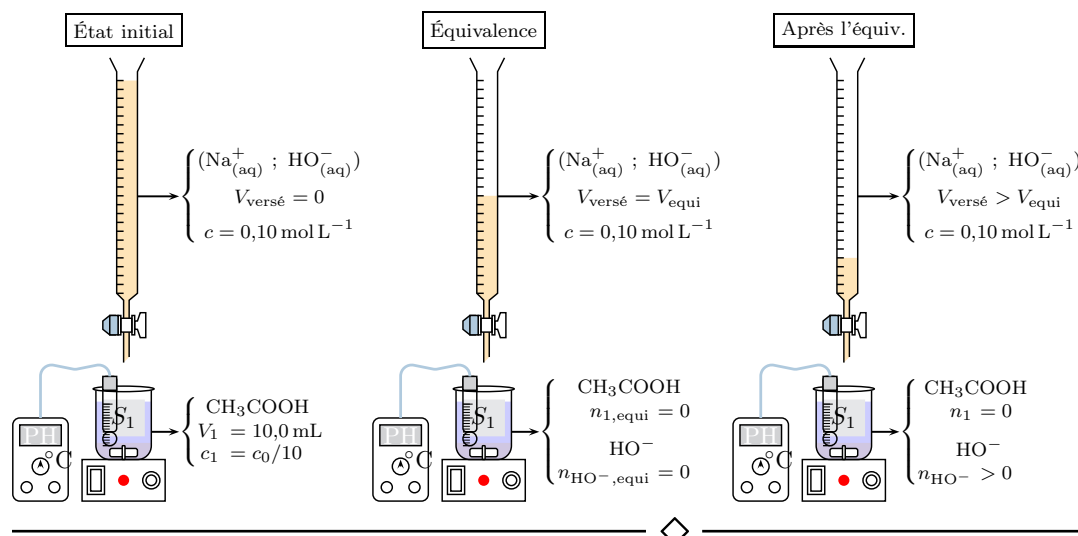 État initial
Équivalence
Après l'équiv.
(Na⁺(aq) ; HO⁻(aq))
Vversé = 0
c = 0,10 mol L⁻¹
(Na⁺(aq) ; HO⁻(aq))
Vversé = Vequi
c = 0,10 mol L⁻¹
(Na⁺(aq) ; HO⁻(aq))
Vversé > Vequi
c = 0,10 mol L⁻¹
PH
°C
S₁
CH₃COOH
V₁ = 10,0 mL
c₁ = c₀/10
PH
°C
S₁
CH₃COOH
n₁,equi = 0
HO⁻
nHO⁻,equi = 0
PH
°C
S₁
CH₃COOH
n₁ = 0
HO⁻
nHO⁻ > 0